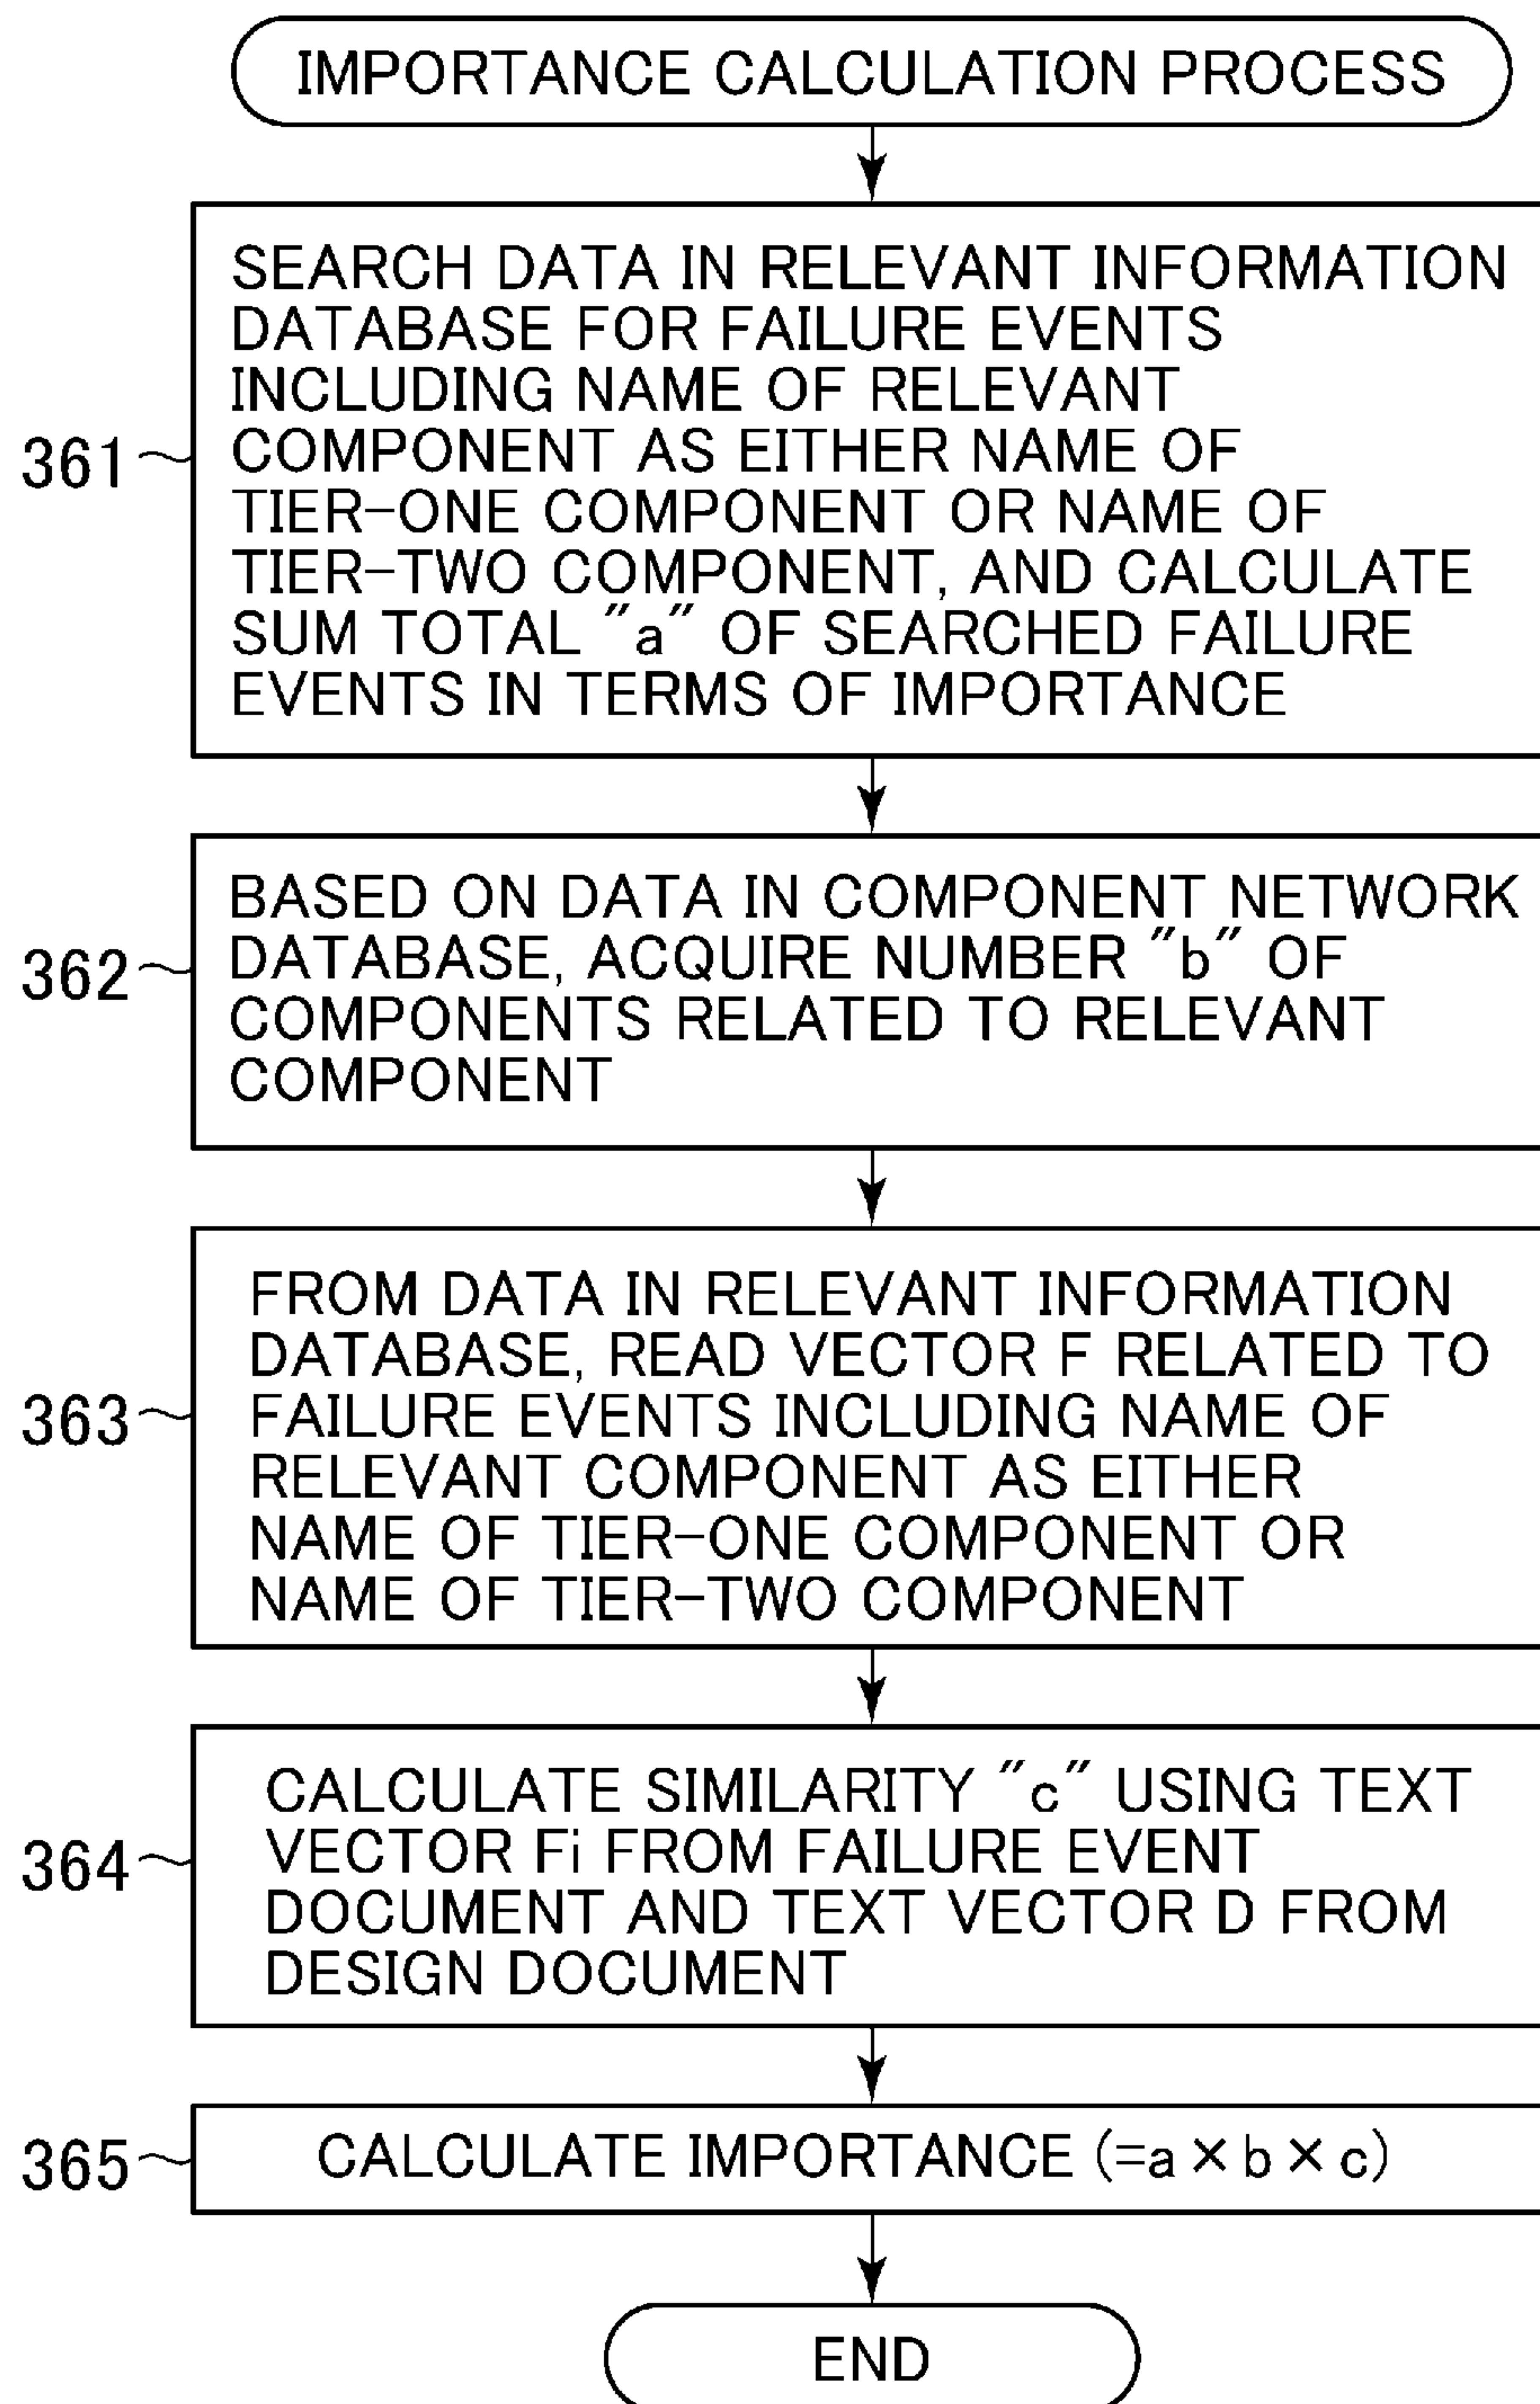 IMPORTANCE CALCULATION PROCESS
361
SEARCH DATA IN RELEVANT INFORMATION
DATABASE FOR FAILURE EVENTS
INCLUDING NAME OF RELEVANT
COMPONENT AS EITHER NAME OF
TIER-ONE COMPONENT OR NAME OF
TIER-TWO COMPONENT, AND CALCULATE
SUM TOTAL "a" OF SEARCHED FAILURE
EVENTS IN TERMS OF IMPORTANCE
362
BASED ON DATA IN COMPONENT NETWORK
DATABASE, ACQUIRE NUMBER "b" OF
COMPONENTS RELATED TO RELEVANT
COMPONENT
363
FROM DATA IN RELEVANT INFORMATION
DATABASE, READ VECTOR F RELATED TO
FAILURE EVENTS INCLUDING NAME OF
RELEVANT COMPONENT AS EITHER
NAME OF TIER-ONE COMPONENT OR
NAME OF TIER-TWO COMPONENT
364
CALCULATE SIMILARITY "c" USING TEXT
VECTOR Fi FROM FAILURE EVENT
DOCUMENT AND TEXT VECTOR D FROM
DESIGN DOCUMENT
365
CALCULATE IMPORTANCE (=a×b×c)
END